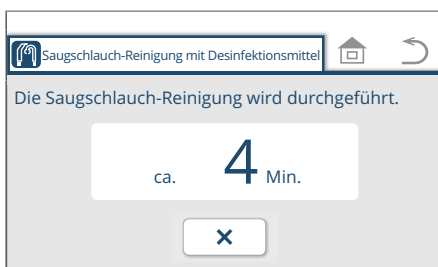 Saugschlauch-Reinigung mit Desinfektionsmittel
Die Saugschlauch-Reinigung wird durchgeführt.
ca. 4 Min.